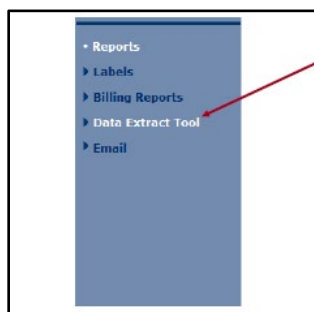 • Reports
Labels
Billing Reports
Data Extract Tool
Email